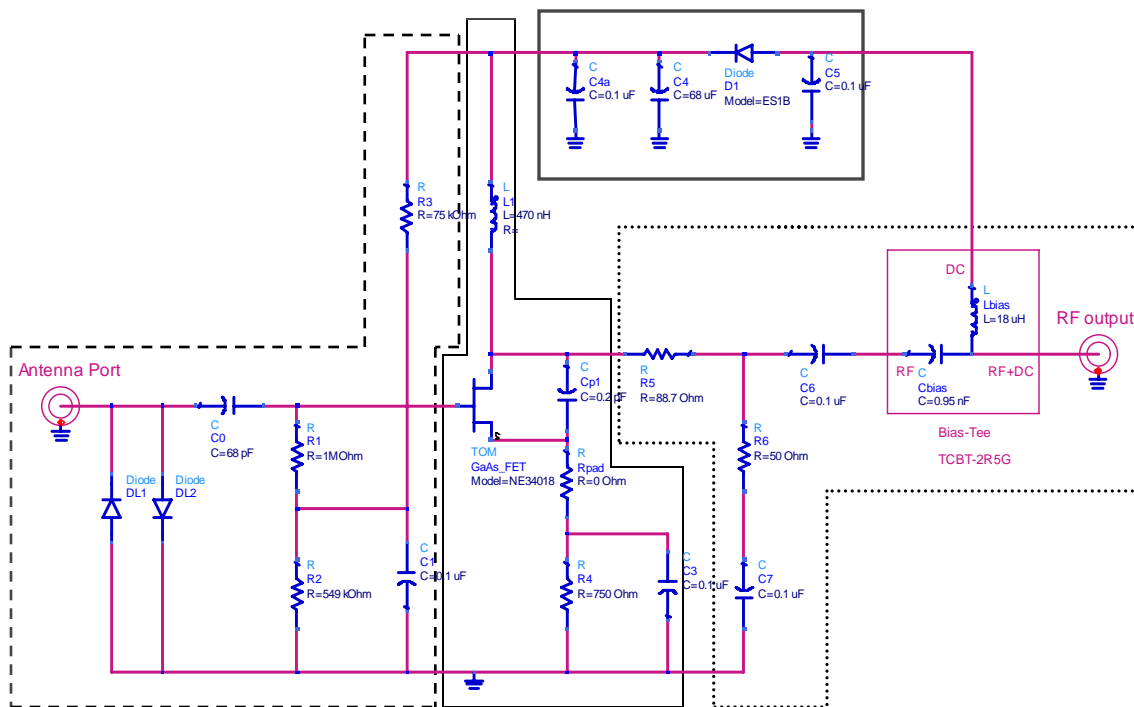 C
C4a
C=0.1 uF
C
C4
C=68 uF
Diode
D1
Model=ES1B
C
C5
C=0.1 uF
R
R3
R=75 kOhm
L
L1
L=470 nH
R=
DC
L
Lbias
L=18 uH
RF output
Antenna Port
C
C0
C=68 pF
C
Cp1
C=0.2 pF
R
R5
R=88.7 Ohm
C
C6
C=0.1 uF
RF
C
Cbias
C=0.95 nF
RF+DC
Bias-Tee
TCBT-2R5G
Diode
DL1
Diode
DL2
R
R1
R=1MOhm
TOM
GaAs_FET
Model=NE34018
R
Rpad
R=0 Ohm
R
R6
R=50 Ohm
R
R2
R=549 kOhm
C
C1
C=0.1 uF
R
R4
R=750 Ohm
C
C3
C=0.1uF
C
C7
C=0.1 uF